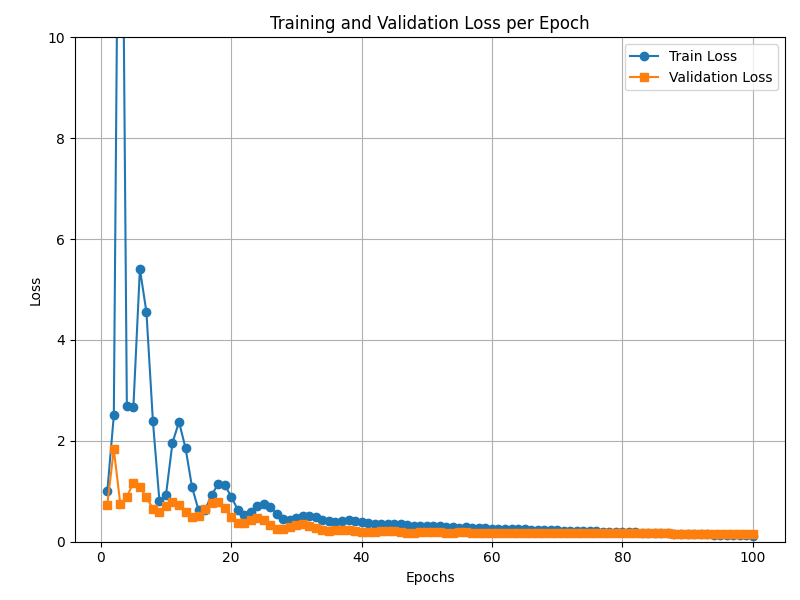 Training and Validation Loss per Epoch
10
8
6
4
2
0
Loss
Train Loss
Validation Loss
0 20 40 60 80 100
Epochs